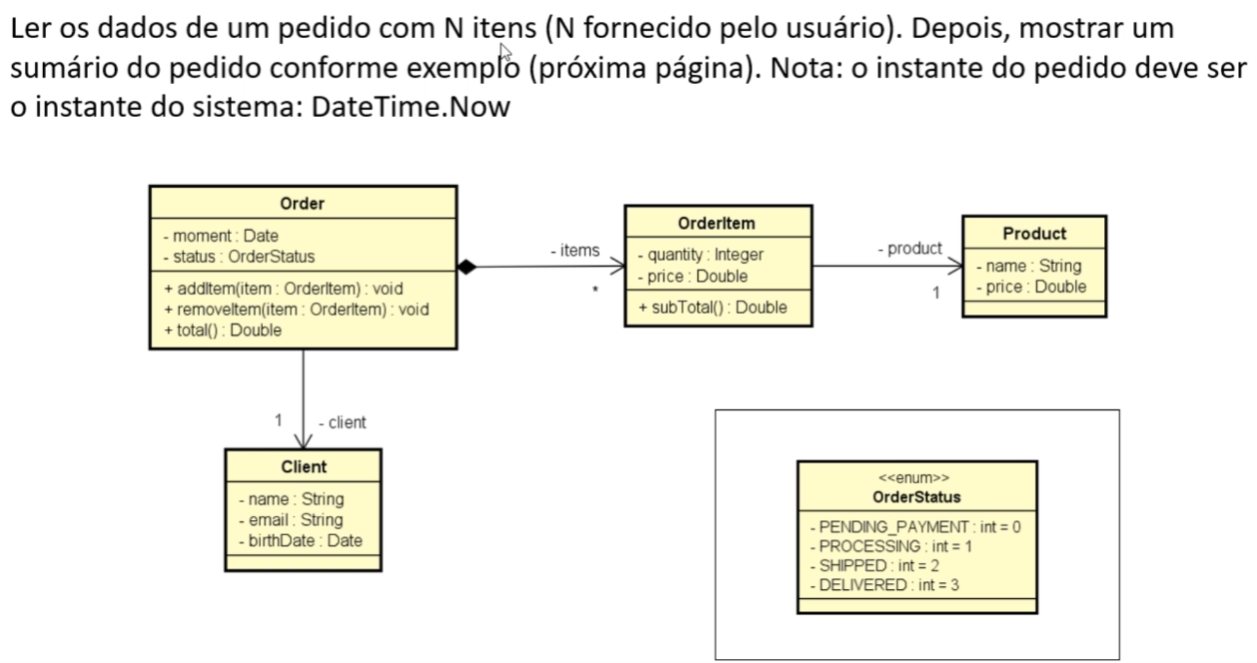 Ler os dados de um pedido com N itens (N fornecido pelo usuário). Depois, mostrar um
sumário do pedido conforme exemplo (próxima página). Nota: o instante do pedido deve ser
o instante do sistema: DateTime.Now
Order
- moment : Date
- status : OrderStatus
+ addItem(item : OrderItem) : void
+ removeItem(item : OrderItem) : void
+ total() : Double
- items
*
OrderItem
- quantity : Integer
- price : Double
+ subTotal() : Double
- product
1
Product
- name : String
- price : Double
1 - client
Client
- name : String
- email : String
- birthDate : Date
<<enum>>
OrderStatus
- PENDING_PAYMENT : int = 0
- PROCESSING : int = 1
- SHIPPED : int = 2
- DELIVERED : int = 3